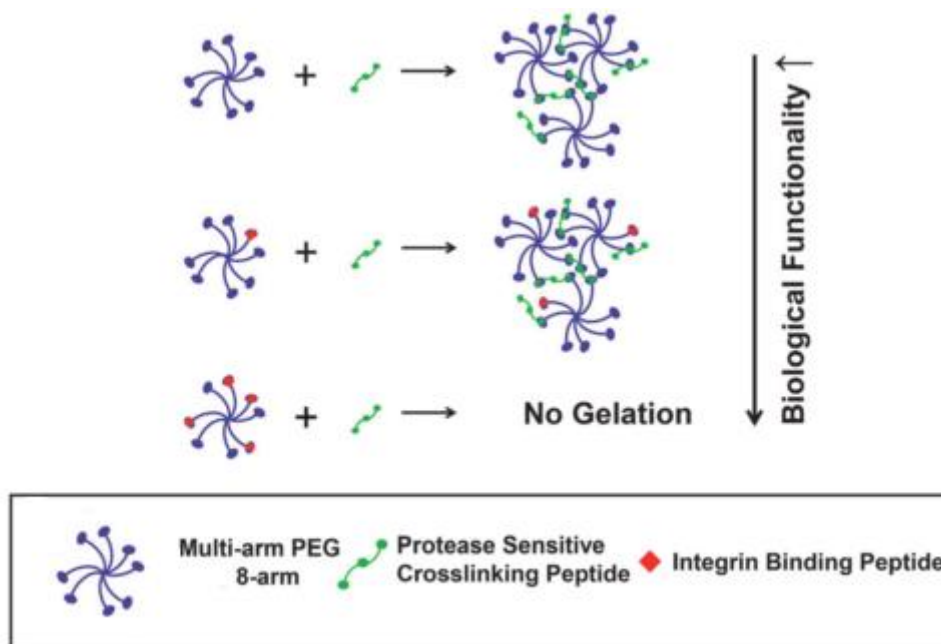 +
+
+
No Gelation
Biological Functionality ↑
Multi-arm PEG
8-arm
Protease Sensitive
Crosslinking Peptide
Integrin Binding Peptide